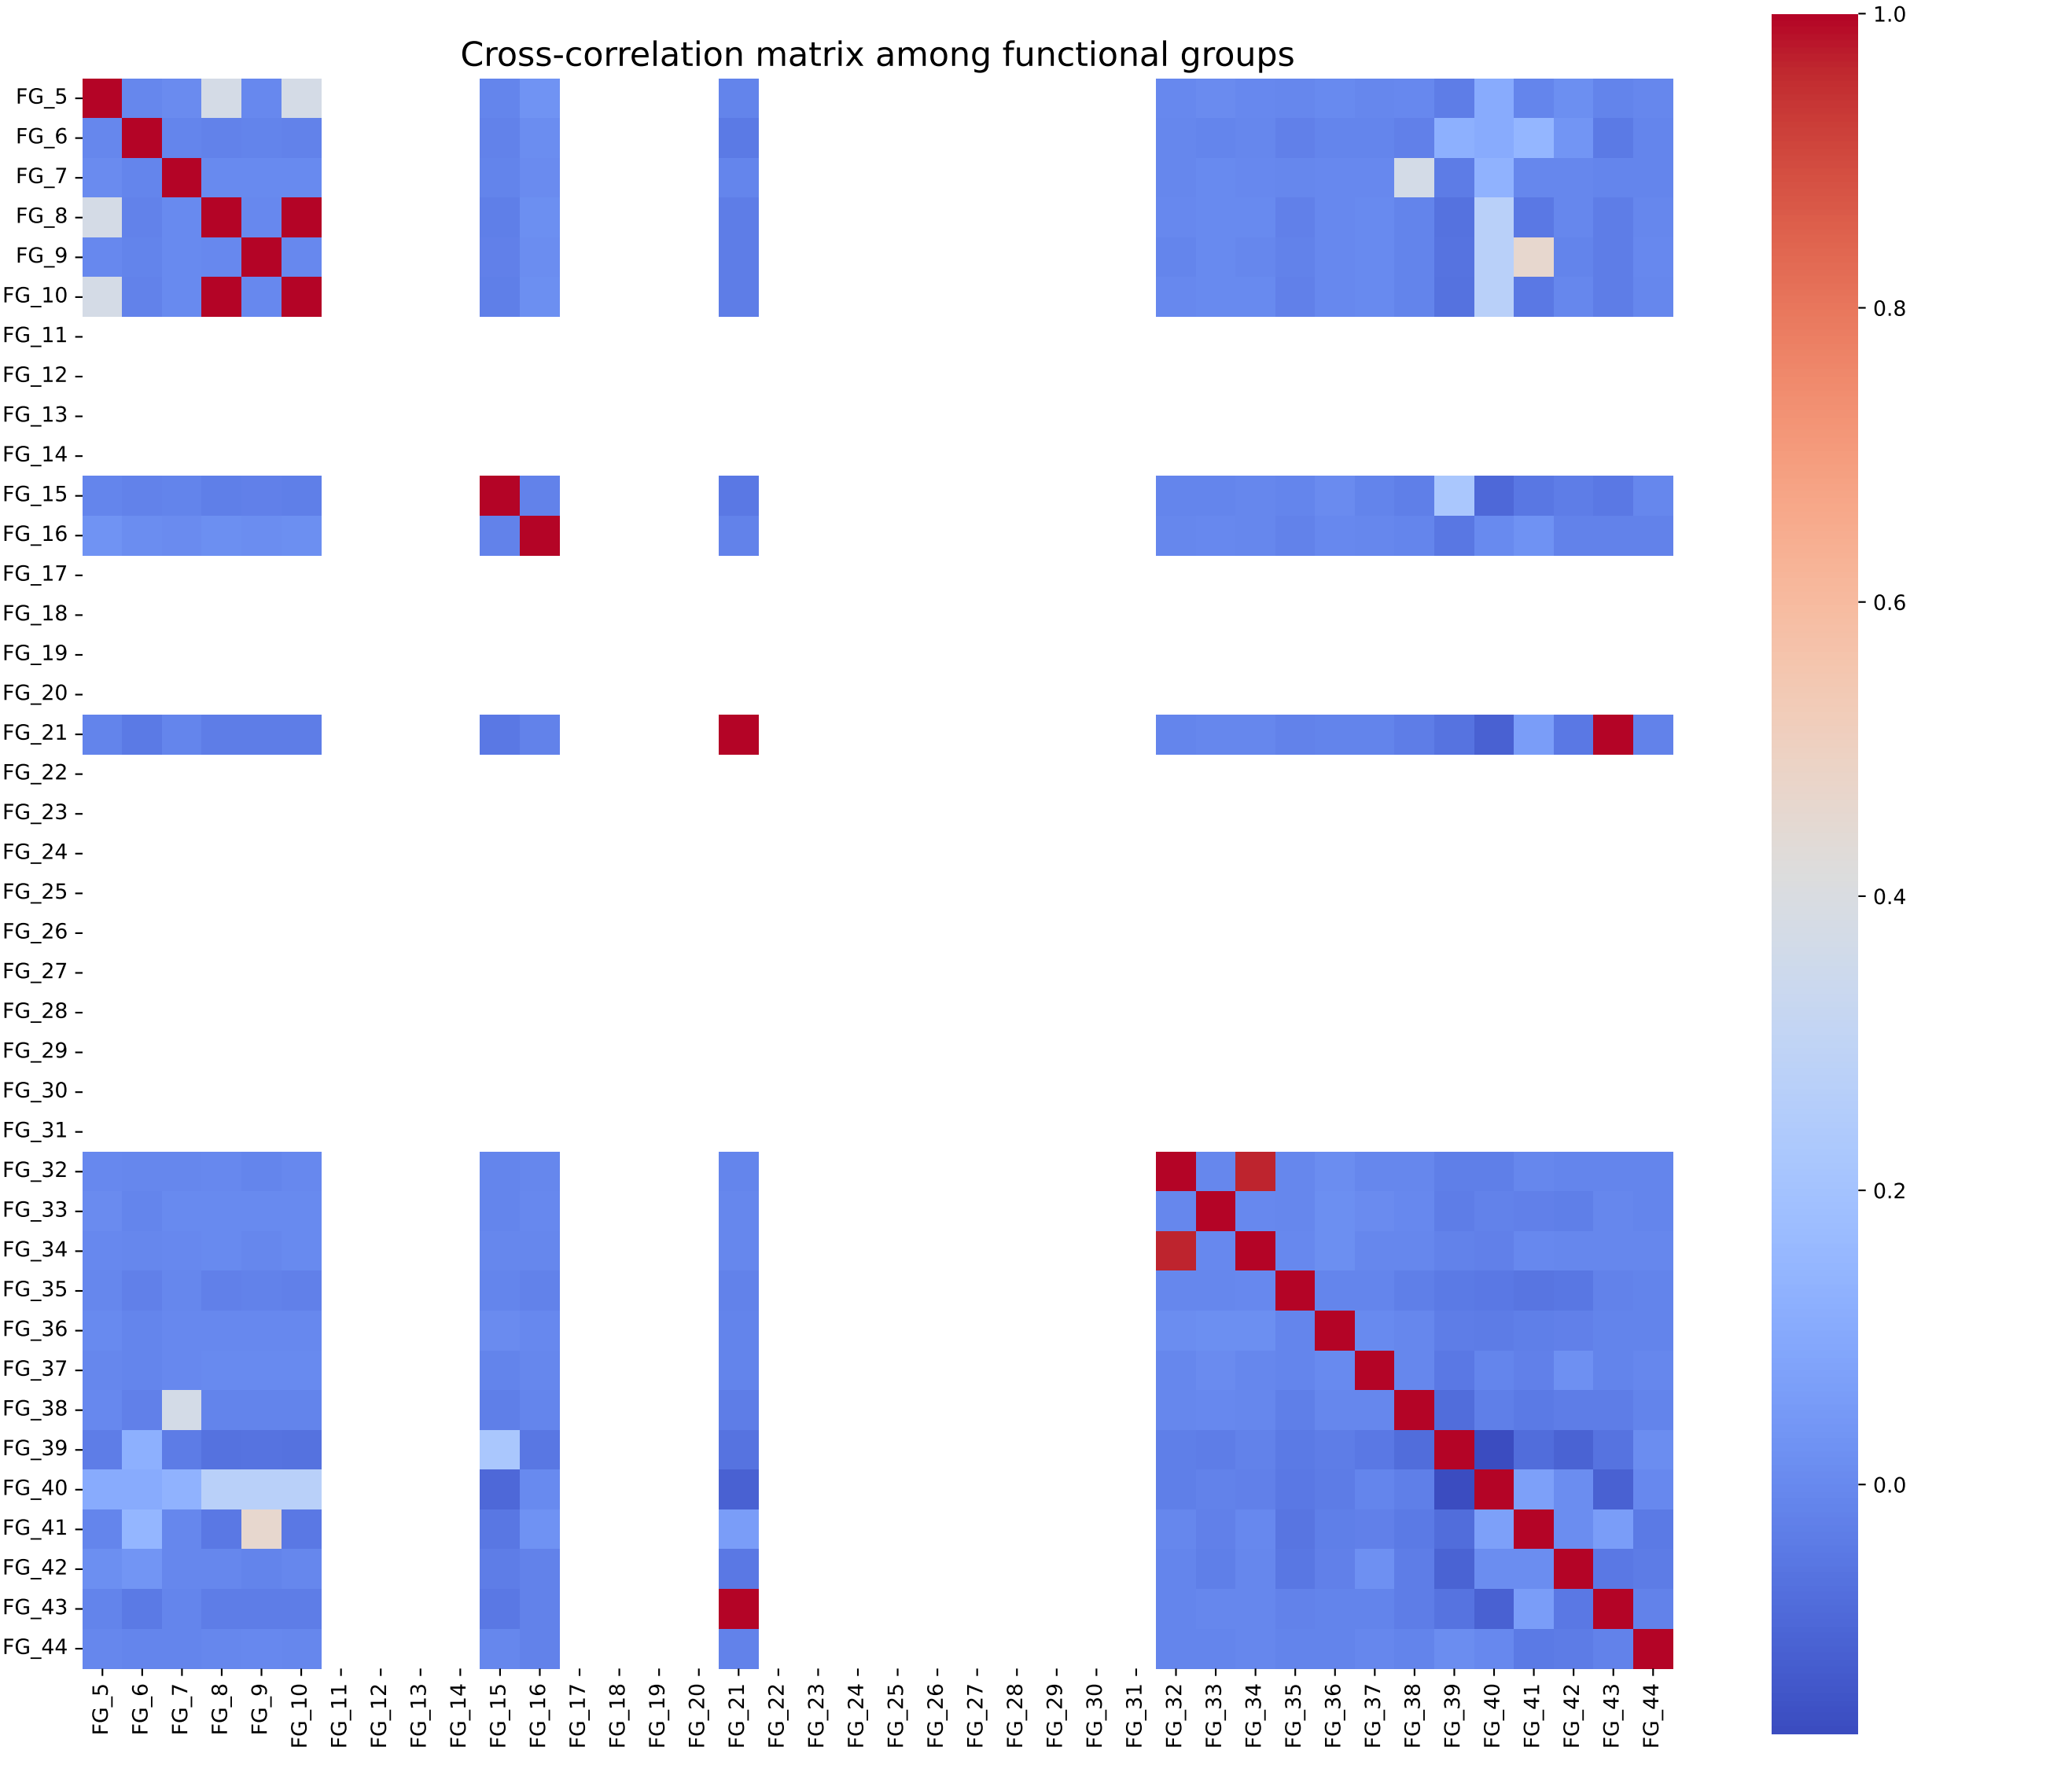 Cross-correlation matrix among functional groups
FG_5
FG_6
FG_7
FG_8
FG_9
FG_10
FG_11
FG_12
FG_13
FG_14
FG_15
FG_16
FG_17
FG_18
FG_19
FG_20
FG_21
FG_22
FG_23
FG_24
FG_25
FG_26
FG_27
FG_28
FG_29
FG_30
FG_31
FG_32
FG_33
FG_34
FG_35
FG_36
FG_37
FG_38
FG_39
FG_40
FG_41
FG_42
FG_43
FG_44
FG_5
FG_6
FG_7
FG_8
FG_9
FG_10
FG_11
FG_12
FG_13
FG_14
FG_15
FG_16
FG_17
FG_18
FG_19
FG_20
FG_21
FG_22
FG_23
FG_24
FG_25
FG_26
FG_27
FG_28
FG_29
FG_30
FG_31
FG_32
FG_33
FG_34
FG_35
FG_36
FG_37
FG_38
FG_39
FG_40
FG_41
FG_42
FG_43
FG_44
1.0
0.8
0.6
0.4
0.2
0.0